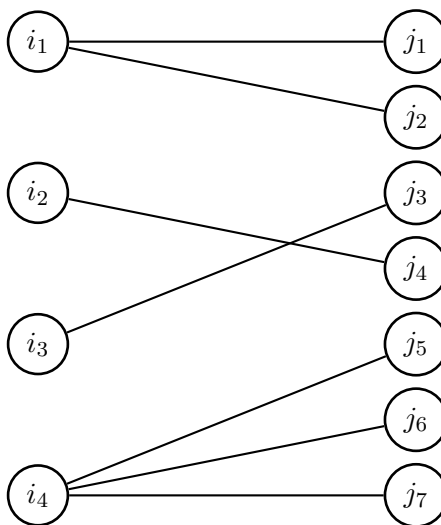 i₁ j₁
j₂
i₂ j₃
j₄
i₃ j₅
j₆
i₄ j₇